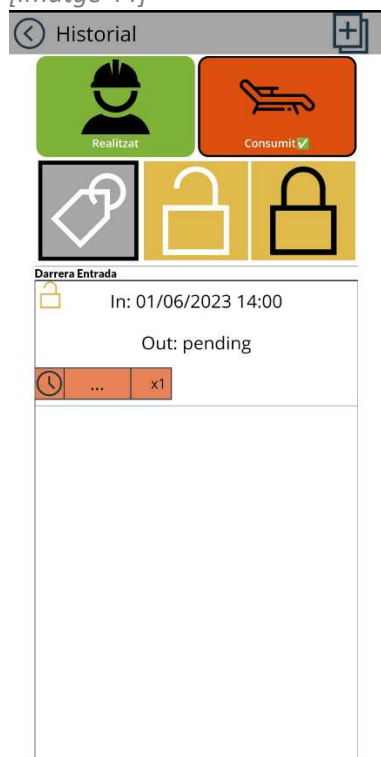 Historial
Realitzat
Consumit✅
Darrera Entrada
In: 01/06/2023 14:00
Out: pending
... x1